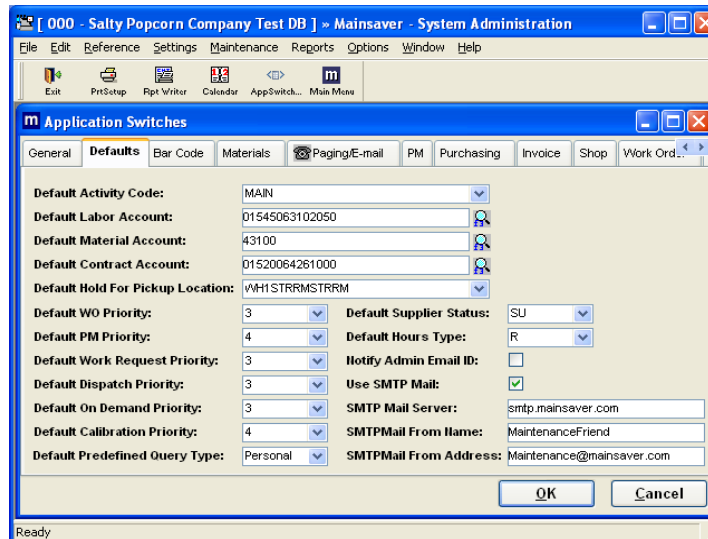 [ 000 - Salty Popcorn Company Test DB ] » Mainsaver - System Administration
File Edit Reference Settings Maintenance Reports Options Window Help
Exit PrtSetup Rpt Writer Calendar AppSwitch... Main Menu
m Application Switches
General Defaults Bar Code Materials Paging/E-mail PM Purchasing Invoice Shop Work Order
Default Activity Code: MAIN
Default Labor Account: 01545063102050
Default Material Account: 43100
Default Contract Account: 01520064261000
Default Hold For Pickup Location: WH1STRRMSTRRM
Default WO Priority: 3 Default Supplier Status: SU
Default PM Priority: 4 Default Hours Type: R
Default Work Request Priority: 3 Notify Admin Email ID:
Default Dispatch Priority: 3 Use SMTP Mail:
Default On Demand Priority: 3 SMTP Mail Server: smtp.mainsaver.com
Default Calibration Priority: 4 SMTPMail From Name: MaintenanceFriend
Default Predefined Query Type: Personal SMTPMail From Address: Maintenance@mainsaver.com
OK Cancel
Ready